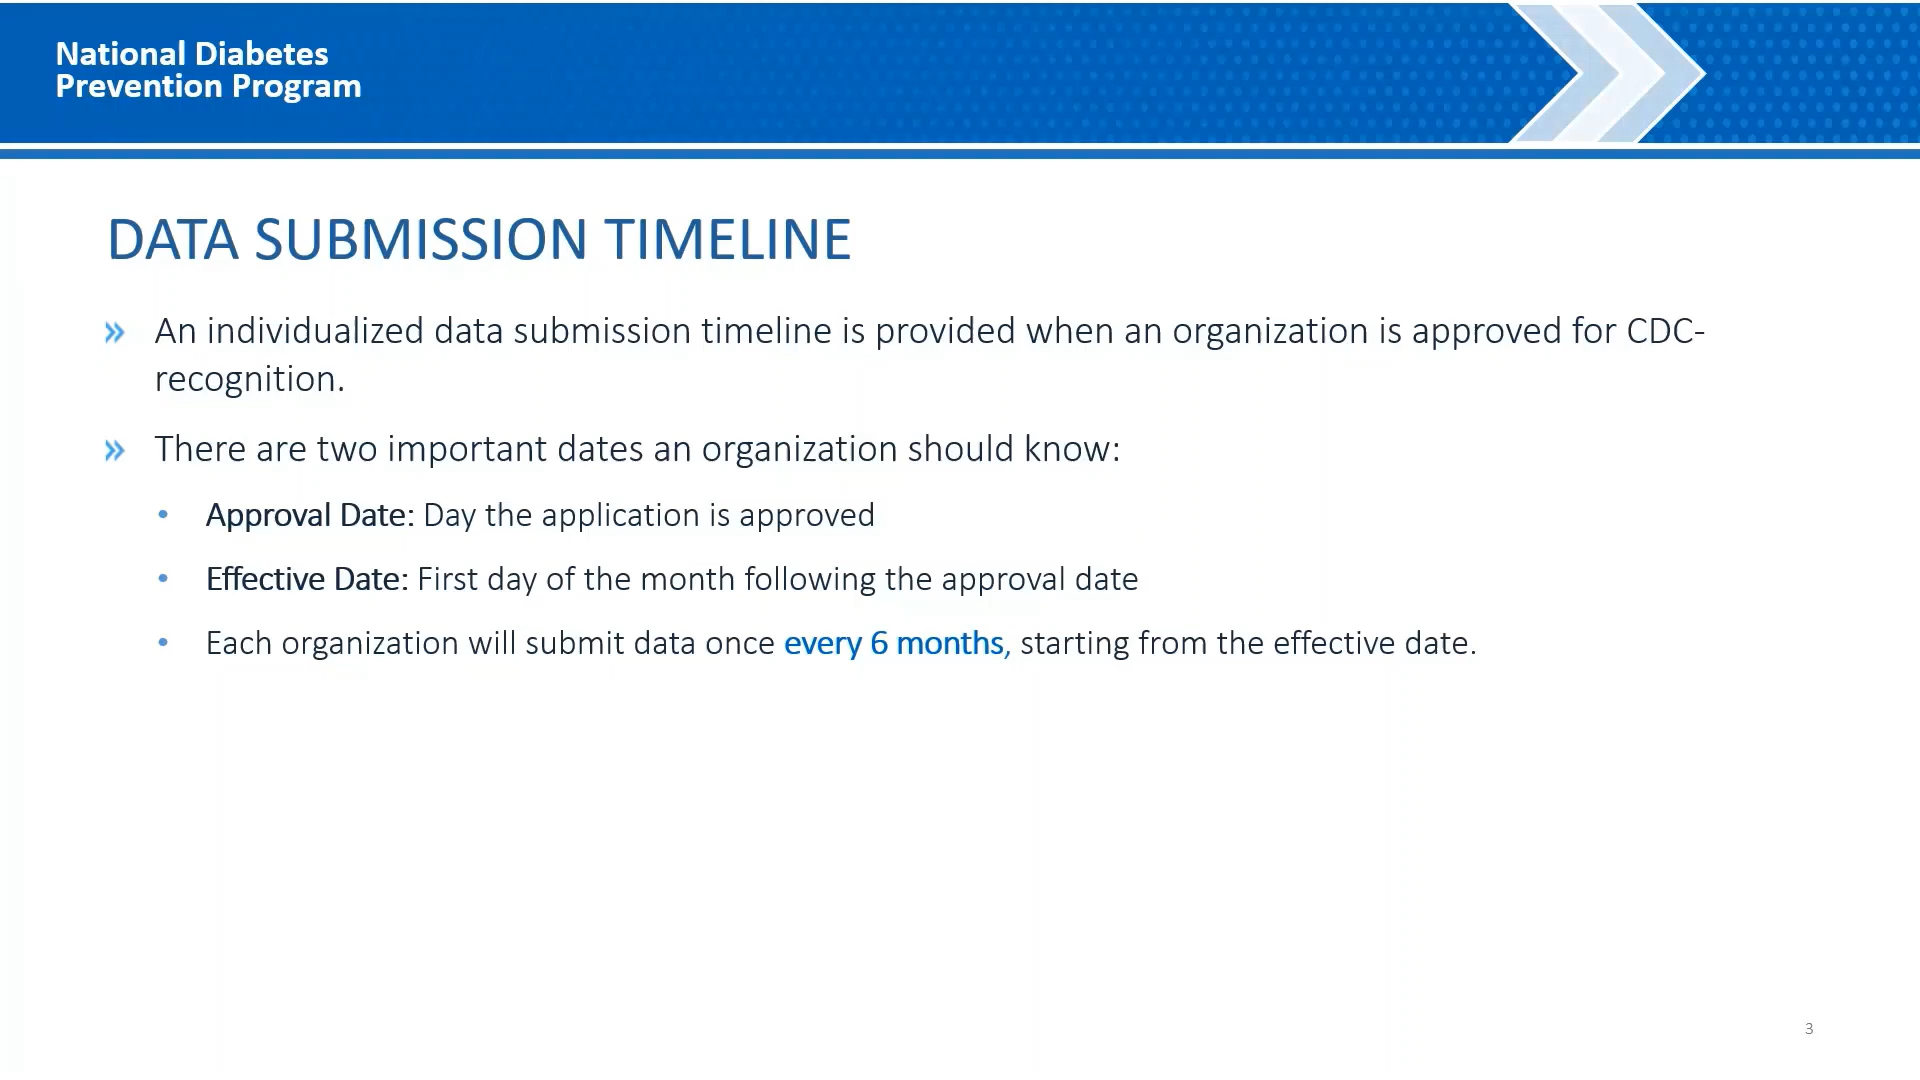 National Diabetes
Prevention Program
DATA SUBMISSION TIMELINE
» An individualized data submission timeline is provided when an organization is approved for CDC-
recognition.
» There are two important dates an organization should know:
• Approval Date: Day the application is approved
• Effective Date: First day of the month following the approval date
• Each organization will submit data once every 6 months, starting from the effective date.
3